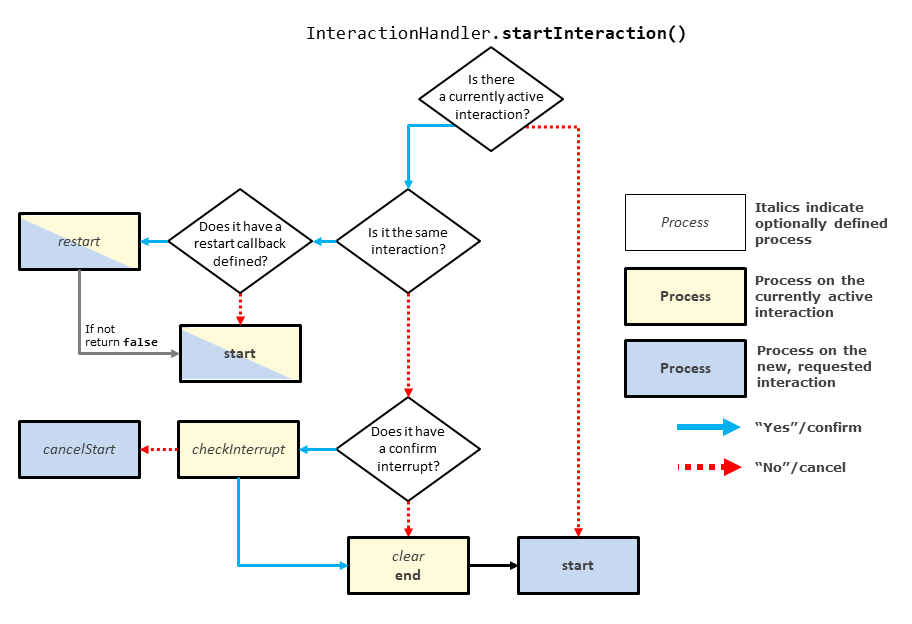 InteractionHandler.startInteraction()
Is there
a currently active
interaction?
Does it have a
restart callback
defined?
Is it the same
interaction?
restart
If not
return false
start
Does it have
a confirm
interrupt?
cancelStart
checkInterrupt
clear
end
start
Process
Italics indicate
optionally defined
process
Process
Process on the
currently active
interaction
Process
Process on the
new, requested
interaction
“Yes”/confirm
“No”/cancel